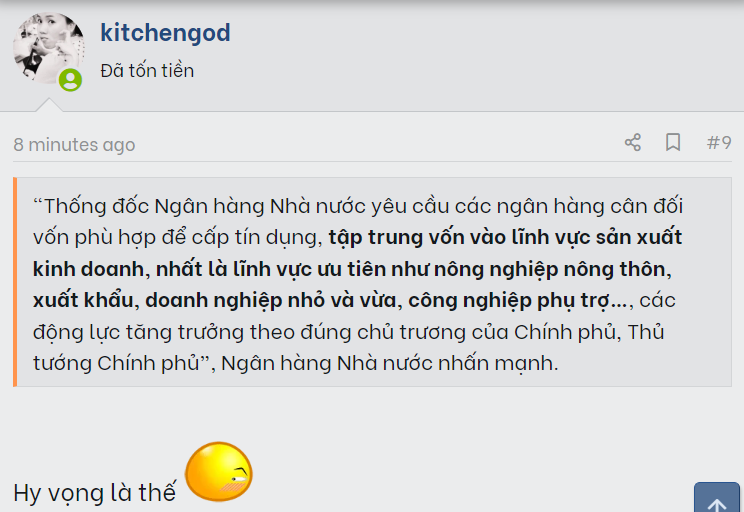 kitchengod
Đã tốn tiền
8 minutes ago
#9
“Thống đốc Ngân hàng Nhà nước yêu cầu các ngân hàng cân đối
vốn phù hợp để cấp tín dụng, tập trung vốn vào lĩnh vực sản xuất
kinh doanh, nhất là lĩnh vực ưu tiên như nông nghiệp nông thôn,
xuất khẩu, doanh nghiệp nhỏ và vừa, công nghiệp phụ trợ..., các
động lực tăng trưởng theo đúng chủ trương của Chính phủ, Thủ
tướng Chính phủ”, Ngân hàng Nhà nước nhấn mạnh.
Hy vọng là thế